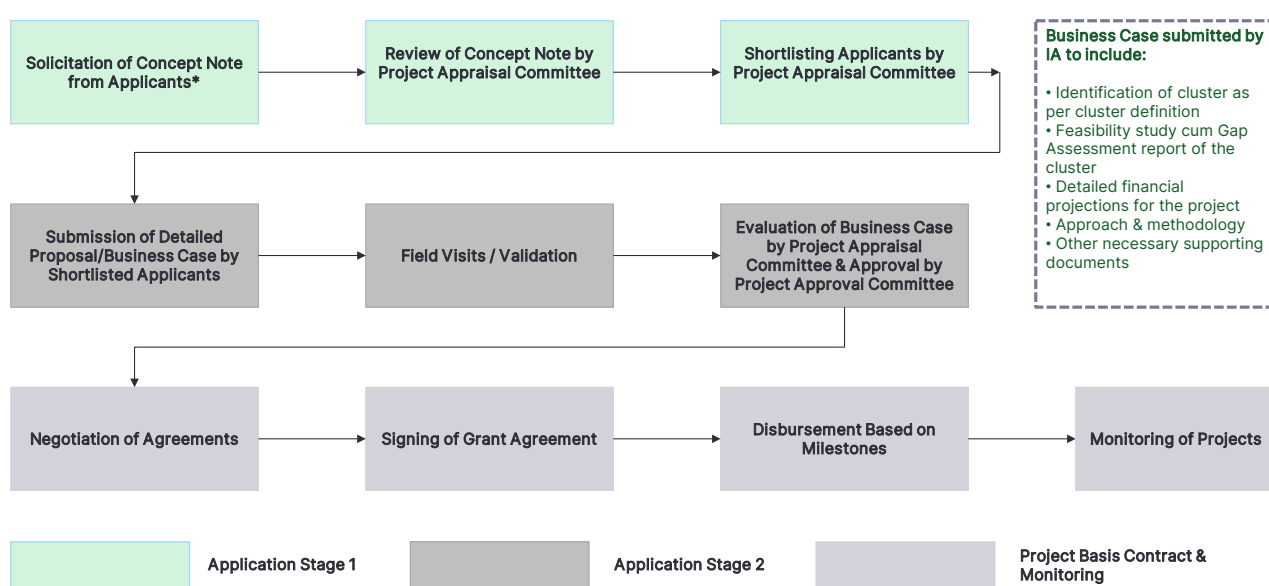 Solicitation of Concept Note
from Applicants*
Review of Concept Note by
Project Appraisal Committee
Shortlisting Applicants by
Project Appraisal Committee
Business Case submitted by
IA to include:
• Identification of cluster as
per cluster definition
• Feasibility study cum Gap
Assessment report of the
cluster
• Detailed financial
projections for the project
• Approach & methodology
• Other necessary supporting
documents
Submission of Detailed
Proposal/Business Case by
Shortlisted Applicants
Field Visits / Validation
Evaluation of Business Case
by Project Appraisal
Committee & Approval by
Project Approval Committee
Negotiation of Agreements
Signing of Grant Agreement
Disbursement Based on
Milestones
Monitoring of Projects
Application Stage 1
Application Stage 2
Project Basis Contract &
Monitoring